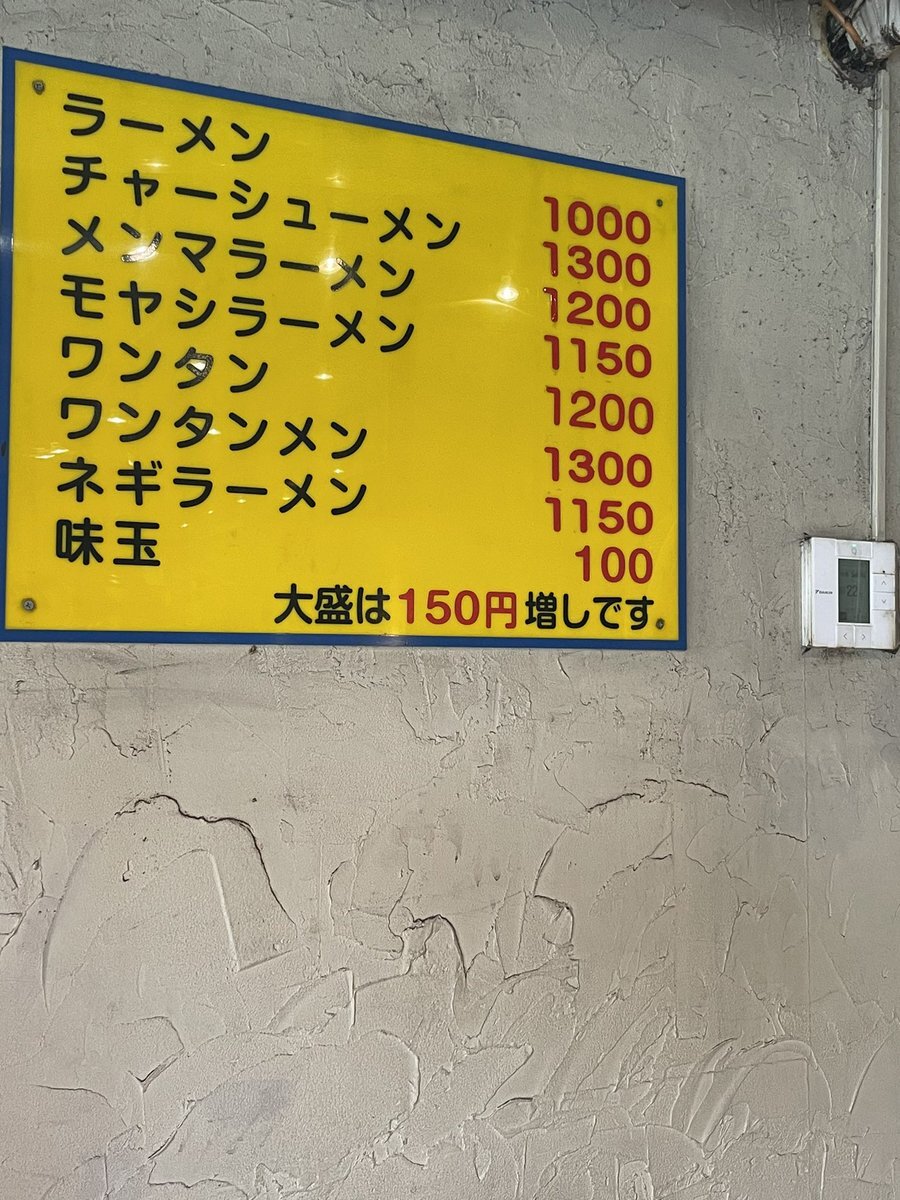 ラーメン 1000
チャーシューメン 1300
メンマラーメン 1200
モヤシラーメン 1150
ワンタン 1200
ワンタンメン 1300
ネギラーメン 1150
味玉 100
大盛は150円増しです。
DAIKIN
22